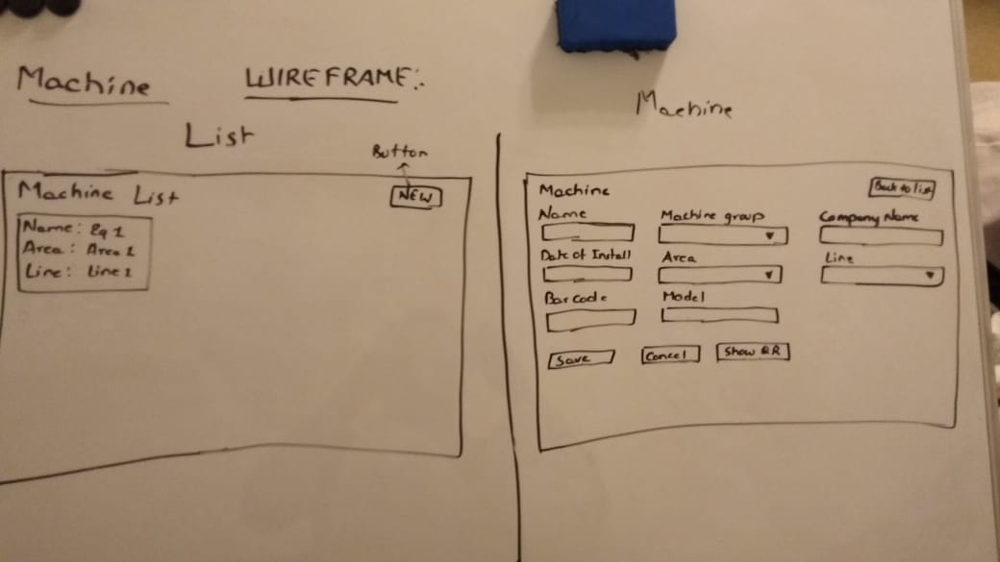 Machine
WIREFRAME:
List
Button
Machine List
NEW
Name: Eq 1
Area: Area 1
Line: Line 1
Machine
Machine
Back to list
Name
Machine group
Company Name
Date of Install
Area
Line
Bar Code
Model
Save
Cancel
Show QR